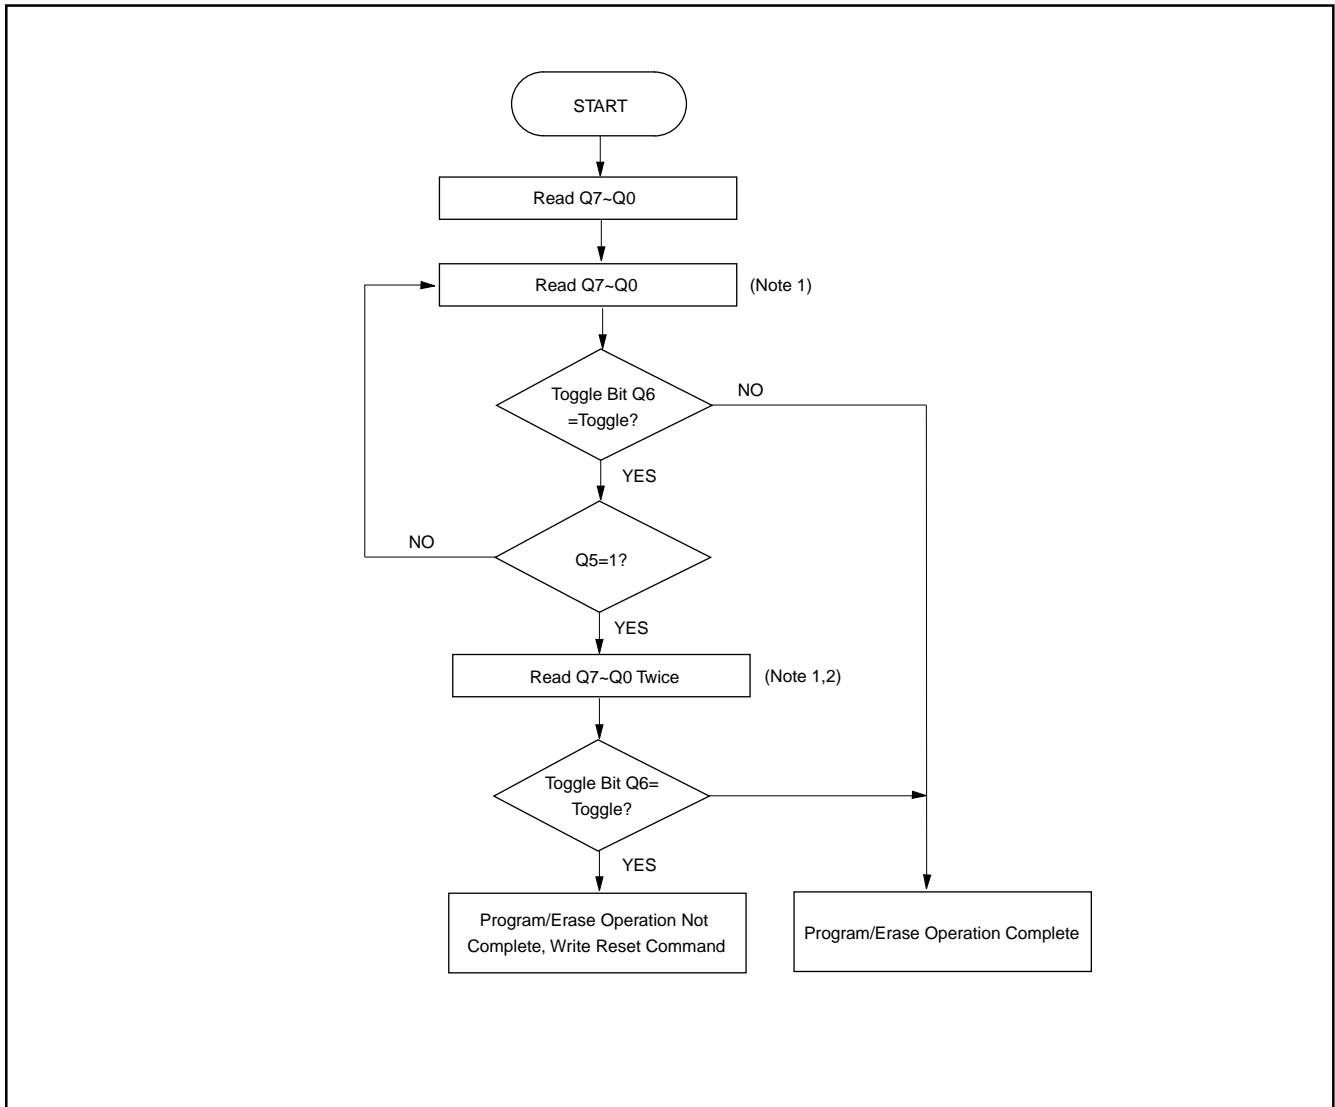 START
Read Q7~Q0
Read Q7~Q0
(Note 1)
Toggle Bit Q6
=Toggle?
NO
YES
NO
Q5=1?
YES
Read Q7~Q0 Twice
(Note 1,2)
Toggle Bit Q6=
Toggle?
YES
Program/Erase Operation Not
Complete, Write Reset Command
Program/Erase Operation Complete